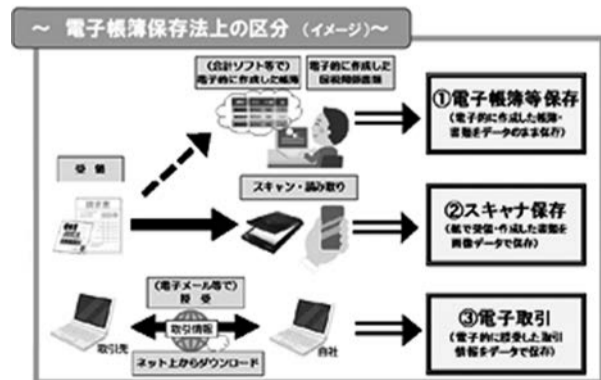 ～ 電子帳簿保存法上の区分 （イメージ）～
（会計ソフト等で）
電子的に作成した帳簿
電子的に作成した
国税関係書類
①電子帳簿等保存
（電子的に作成した帳簿・
書類をデータのまま保存）
受領
請求書
スキャン・読み取り
②スキャナ保存
（紙で受領・作成した書類を
画像データで保存）
（電子メール等で）
授受
取引情報
取引先
自社
ネット上からダウンロード
③電子取引
（電子的に授受した取引
情報をデータで保存）